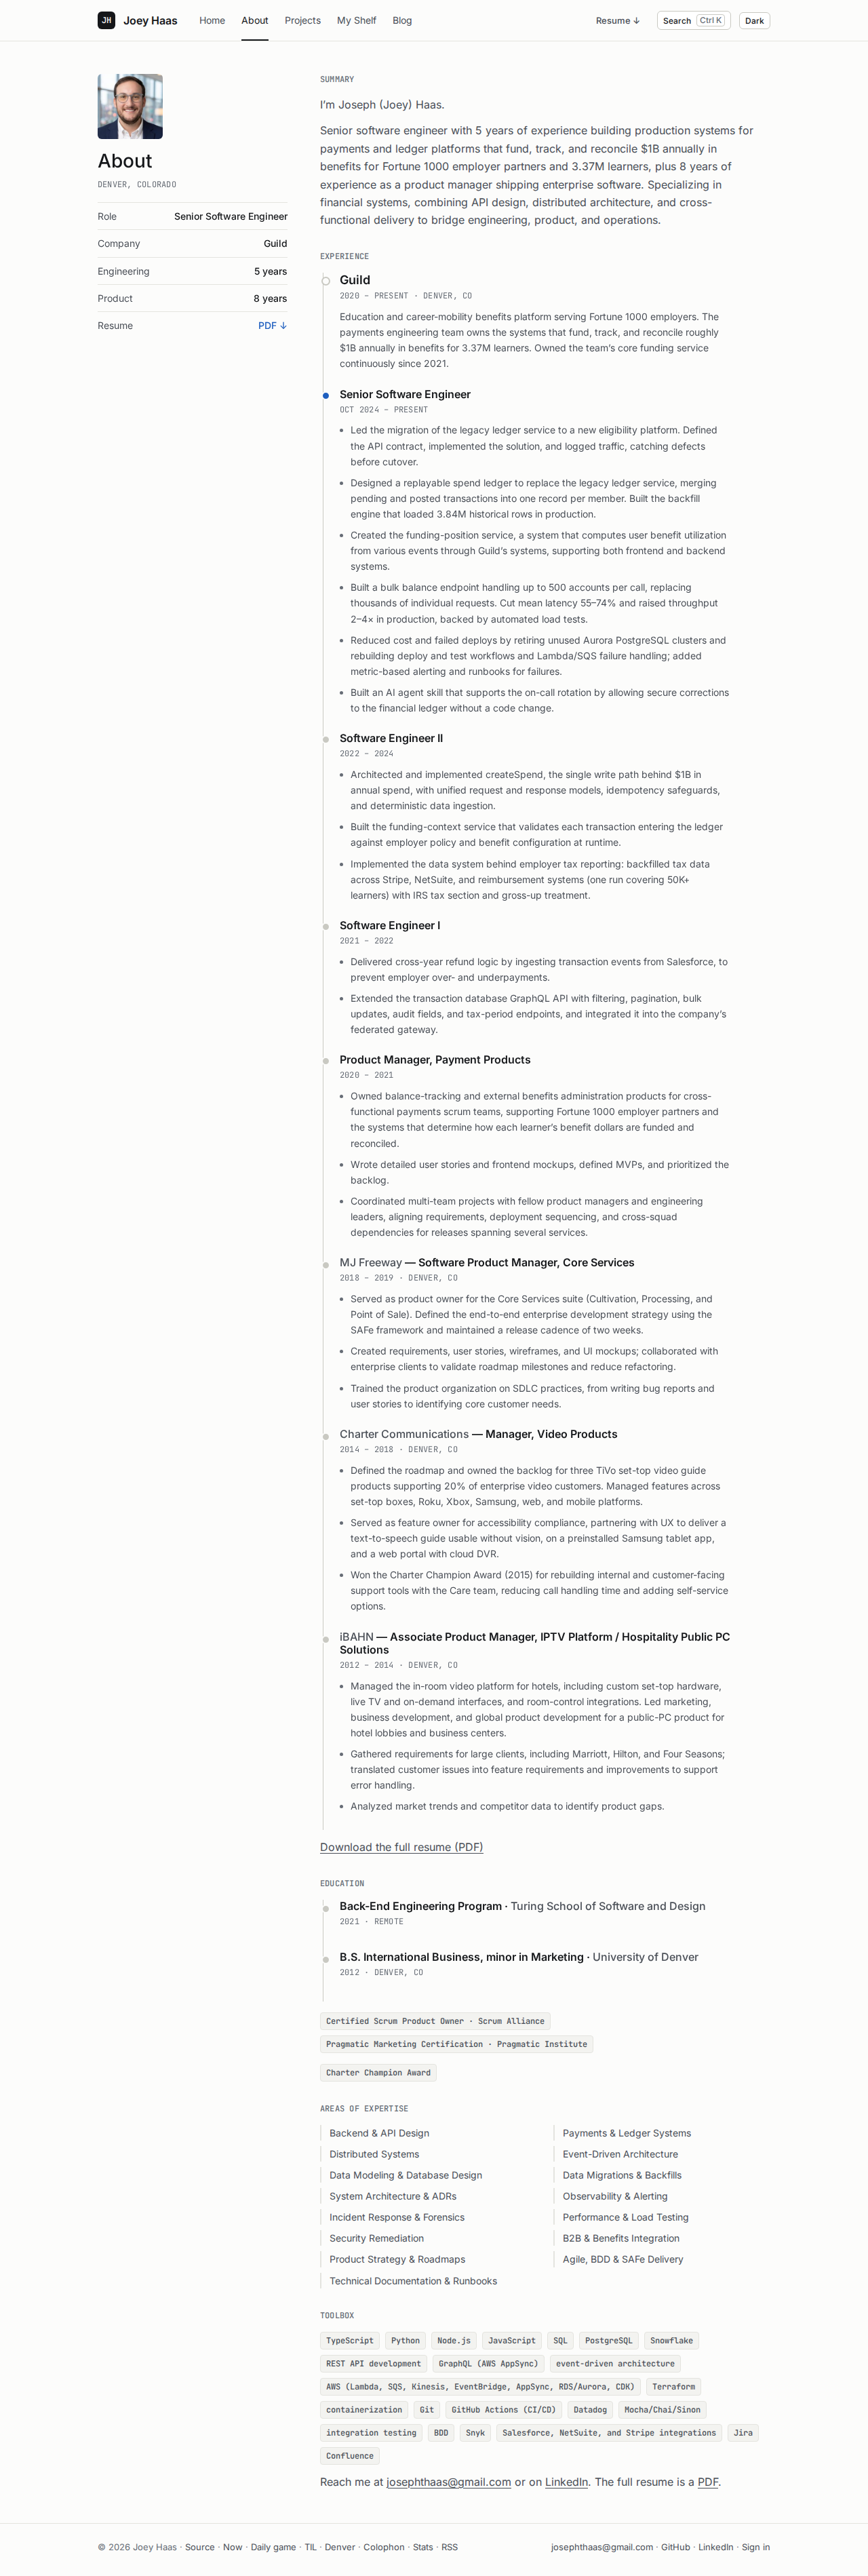 JH Joey Haas Home About Projects My Shelf Blog Resume ↓ Search Ctrl K Dark
About
DENVER, COLORADO
Role Senior Software Engineer
Company Guild
Engineering 5 years
Product 8 years
Resume PDF ↓
SUMMARY
I’m Joseph (Joey) Haas.
Senior software engineer with 5 years of experience building production systems for
payments and ledger platforms that fund, track, and reconcile $1B annually in
benefits for Fortune 1000 employer partners and 3.37M learners, plus 8 years of
experience as a product manager shipping enterprise software. Specializing in
financial systems, combining API design, distributed architecture, and cross-
functional delivery to bridge engineering, product, and operations.
EXPERIENCE
Guild
2020 – PRESENT · DENVER, CO
Education and career-mobility benefits platform serving Fortune 1000 employers. The
payments engineering team owns the systems that fund, track, and reconcile roughly
$1B annually in benefits for 3.37M learners. Owned the team’s core funding service
continuously since 2021.
Senior Software Engineer
OCT 2024 – PRESENT
• Led the migration of the legacy ledger service to a new eligibility platform. Defined
the API contract, implemented the solution, and logged traffic, catching defects
before cutover.
• Designed a replayable spend ledger to replace the legacy ledger service, merging
pending and posted transactions into one record per member. Built the backfill
engine that loaded 3.84M historical rows in production.
• Created the funding-position service, a system that computes user benefit utilization
from various events through Guild’s systems, supporting both frontend and backend
systems.
• Built a bulk balance endpoint handling up to 500 accounts per call, replacing
thousands of individual requests. Cut mean latency 55–74% and raised throughput
2–4× in production, backed by automated load tests.
• Reduced cost and failed deploys by retiring unused Aurora PostgreSQL clusters and
rebuilding deploy and test workflows and Lambda/SQS failure handling; added
metric-based alerting and runbooks for failures.
• Built an AI agent skill that supports the on-call rotation by allowing secure corrections
to the financial ledger without a code change.
Software Engineer II
2022 – 2024
• Architected and implemented createSpend, the single write path behind $1B in
annual spend, with unified request and response models, idempotency safeguards,
and deterministic data ingestion.
• Built the funding-context service that validates each transaction entering the ledger
against employer policy and benefit configuration at runtime.
• Implemented the data system behind employer tax reporting: backfilled tax data
across Stripe, NetSuite, and reimbursement systems (one run covering 50K+
learners) with IRS tax section and gross-up treatment.
Software Engineer I
2021 – 2022
• Delivered cross-year refund logic by ingesting transaction events from Salesforce, to
prevent employer over- and underpayments.
• Extended the transaction database GraphQL API with filtering, pagination, bulk
updates, audit fields, and tax-period endpoints, and integrated it into the company’s
federated gateway.
Product Manager, Payment Products
2020 – 2021
• Owned balance-tracking and external benefits administration products for cross-
functional payments scrum teams, supporting Fortune 1000 employer partners and
the systems that determine how each learner’s benefit dollars are funded and
reconciled.
• Wrote detailed user stories and frontend mockups, defined MVPs, and prioritized the
backlog.
• Coordinated multi-team projects with fellow product managers and engineering
leaders, aligning requirements, deployment sequencing, and cross-squad
dependencies for releases spanning several services.
MJ Freeway — Software Product Manager, Core Services
2018 – 2019 · DENVER, CO
• Served as product owner for the Core Services suite (Cultivation, Processing, and
Point of Sale). Defined the end-to-end enterprise development strategy using the
SAFe framework and maintained a release cadence of two weeks.
• Created requirements, user stories, wireframes, and UI mockups; collaborated with
enterprise clients to validate roadmap milestones and reduce refactoring.
• Trained the product organization on SDLC practices, from writing bug reports and
user stories to identifying core customer needs.
Charter Communications — Manager, Video Products
2014 – 2018 · DENVER, CO
• Defined the roadmap and owned the backlog for three TiVo set-top video guide
products supporting 20% of enterprise video customers. Managed features across
set-top boxes, Roku, Xbox, Samsung, web, and mobile platforms.
• Served as feature owner for accessibility compliance, partnering with UX to deliver a
text-to-speech guide usable without vision, on a preinstalled Samsung tablet app,
and a web portal with cloud DVR.
• Won the Charter Champion Award (2015) for rebuilding internal and customer-facing
support tools with the Care team, reducing call handling time and adding self-service
options.
iBAHN — Associate Product Manager, IPTV Platform / Hospitality Public PC
Solutions
2012 – 2014 · DENVER, CO
• Managed the in-room video platform for hotels, including custom set-top hardware,
live TV and on-demand interfaces, and room-control integrations. Led marketing,
business development, and global product development for a public-PC product for
hotel lobbies and business centers.
• Gathered requirements for large clients, including Marriott, Hilton, and Four Seasons;
translated customer issues into feature requirements and improvements to support
error handling.
• Analyzed market trends and competitor data to identify product gaps.
Download the full resume (PDF)
EDUCATION
Back-End Engineering Program · Turing School of Software and Design
2021 · REMOTE
B.S. International Business, minor in Marketing · University of Denver
2012 · DENVER, CO
Certified Scrum Product Owner · Scrum Alliance
Pragmatic Marketing Certification · Pragmatic Institute
Charter Champion Award
AREAS OF EXPERTISE
Backend & API Design Payments & Ledger Systems
Distributed Systems Event-Driven Architecture
Data Modeling & Database Design Data Migrations & Backfills
System Architecture & ADRs Observability & Alerting
Incident Response & Forensics Performance & Load Testing
Security Remediation B2B & Benefits Integration
Product Strategy & Roadmaps Agile, BDD & SAFe Delivery
Technical Documentation & Runbooks
TOOLBOX
TypeScript Python Node.js JavaScript SQL PostgreSQL Snowflake
REST API development GraphQL (AWS AppSync) event-driven architecture
AWS (Lambda, SQS, Kinesis, EventBridge, AppSync, RDS/Aurora, CDK) Terraform
containerization Git GitHub Actions (CI/CD) Datadog Mocha/Chai/Sinon
integration testing BDD Snyk Salesforce, NetSuite, and Stripe integrations Jira
Confluence
Reach me at josephthaas@gmail.com or on LinkedIn. The full resume is a PDF.
© 2026 Joey Haas · Source · Now · Daily game · TIL · Denver · Colophon · Stats · RSS josephthaas@gmail.com · GitHub · LinkedIn · Sign in